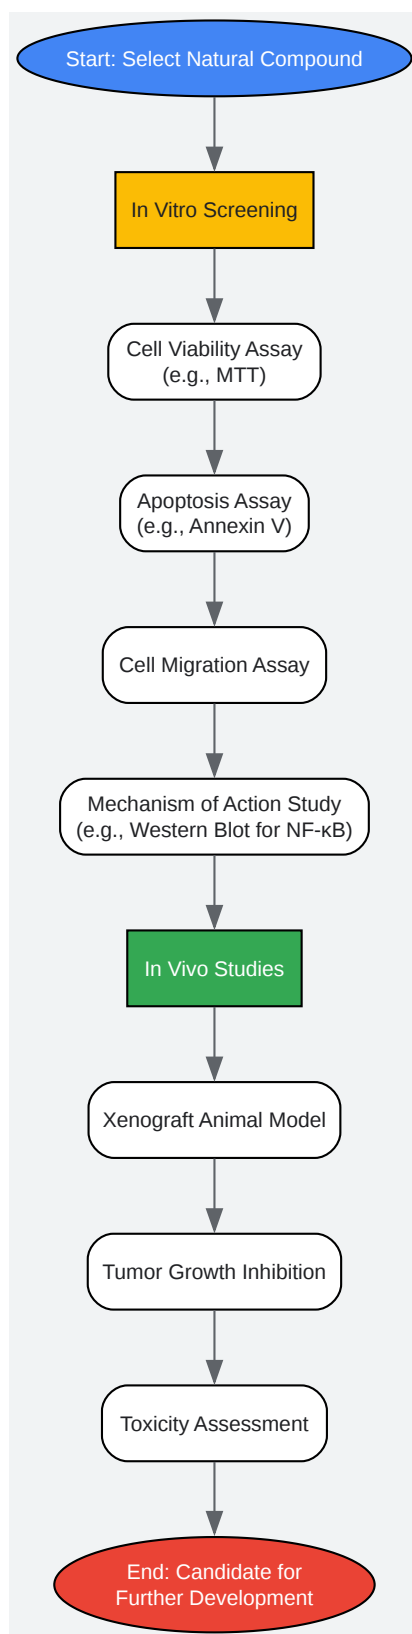 Start: Select Natural Compound
In Vitro Screening
Cell Viability Assay
(e.g., MTT)
Apoptosis Assay
(e.g., Annexin V)
Cell Migration Assay
Mechanism of Action Study
(e.g., Western Blot for NF-κB)
In Vivo Studies
Xenograft Animal Model
Tumor Growth Inhibition
Toxicity Assessment
End: Candidate for
Further Development